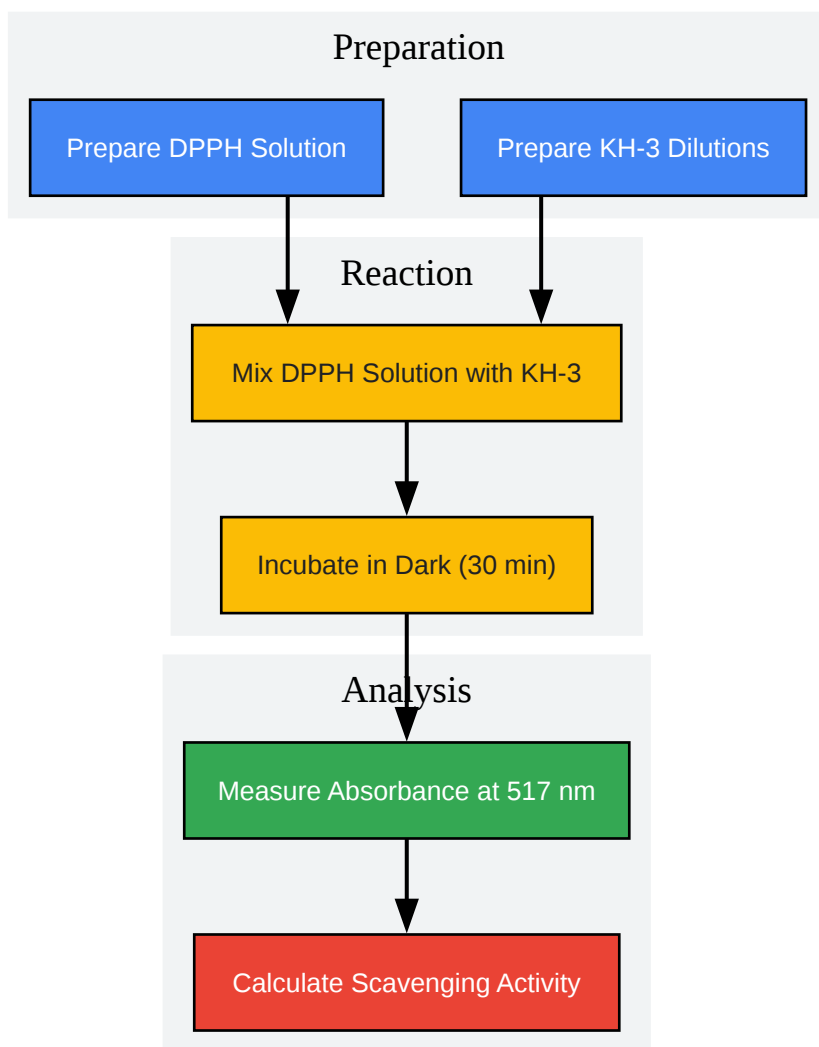 Preparation
Prepare DPPH Solution
Prepare KH-3 Dilutions
Reaction
Mix DPPH Solution with KH-3
Incubate in Dark (30 min)
Analysis
Measure Absorbance at 517 nm
Calculate Scavenging Activity